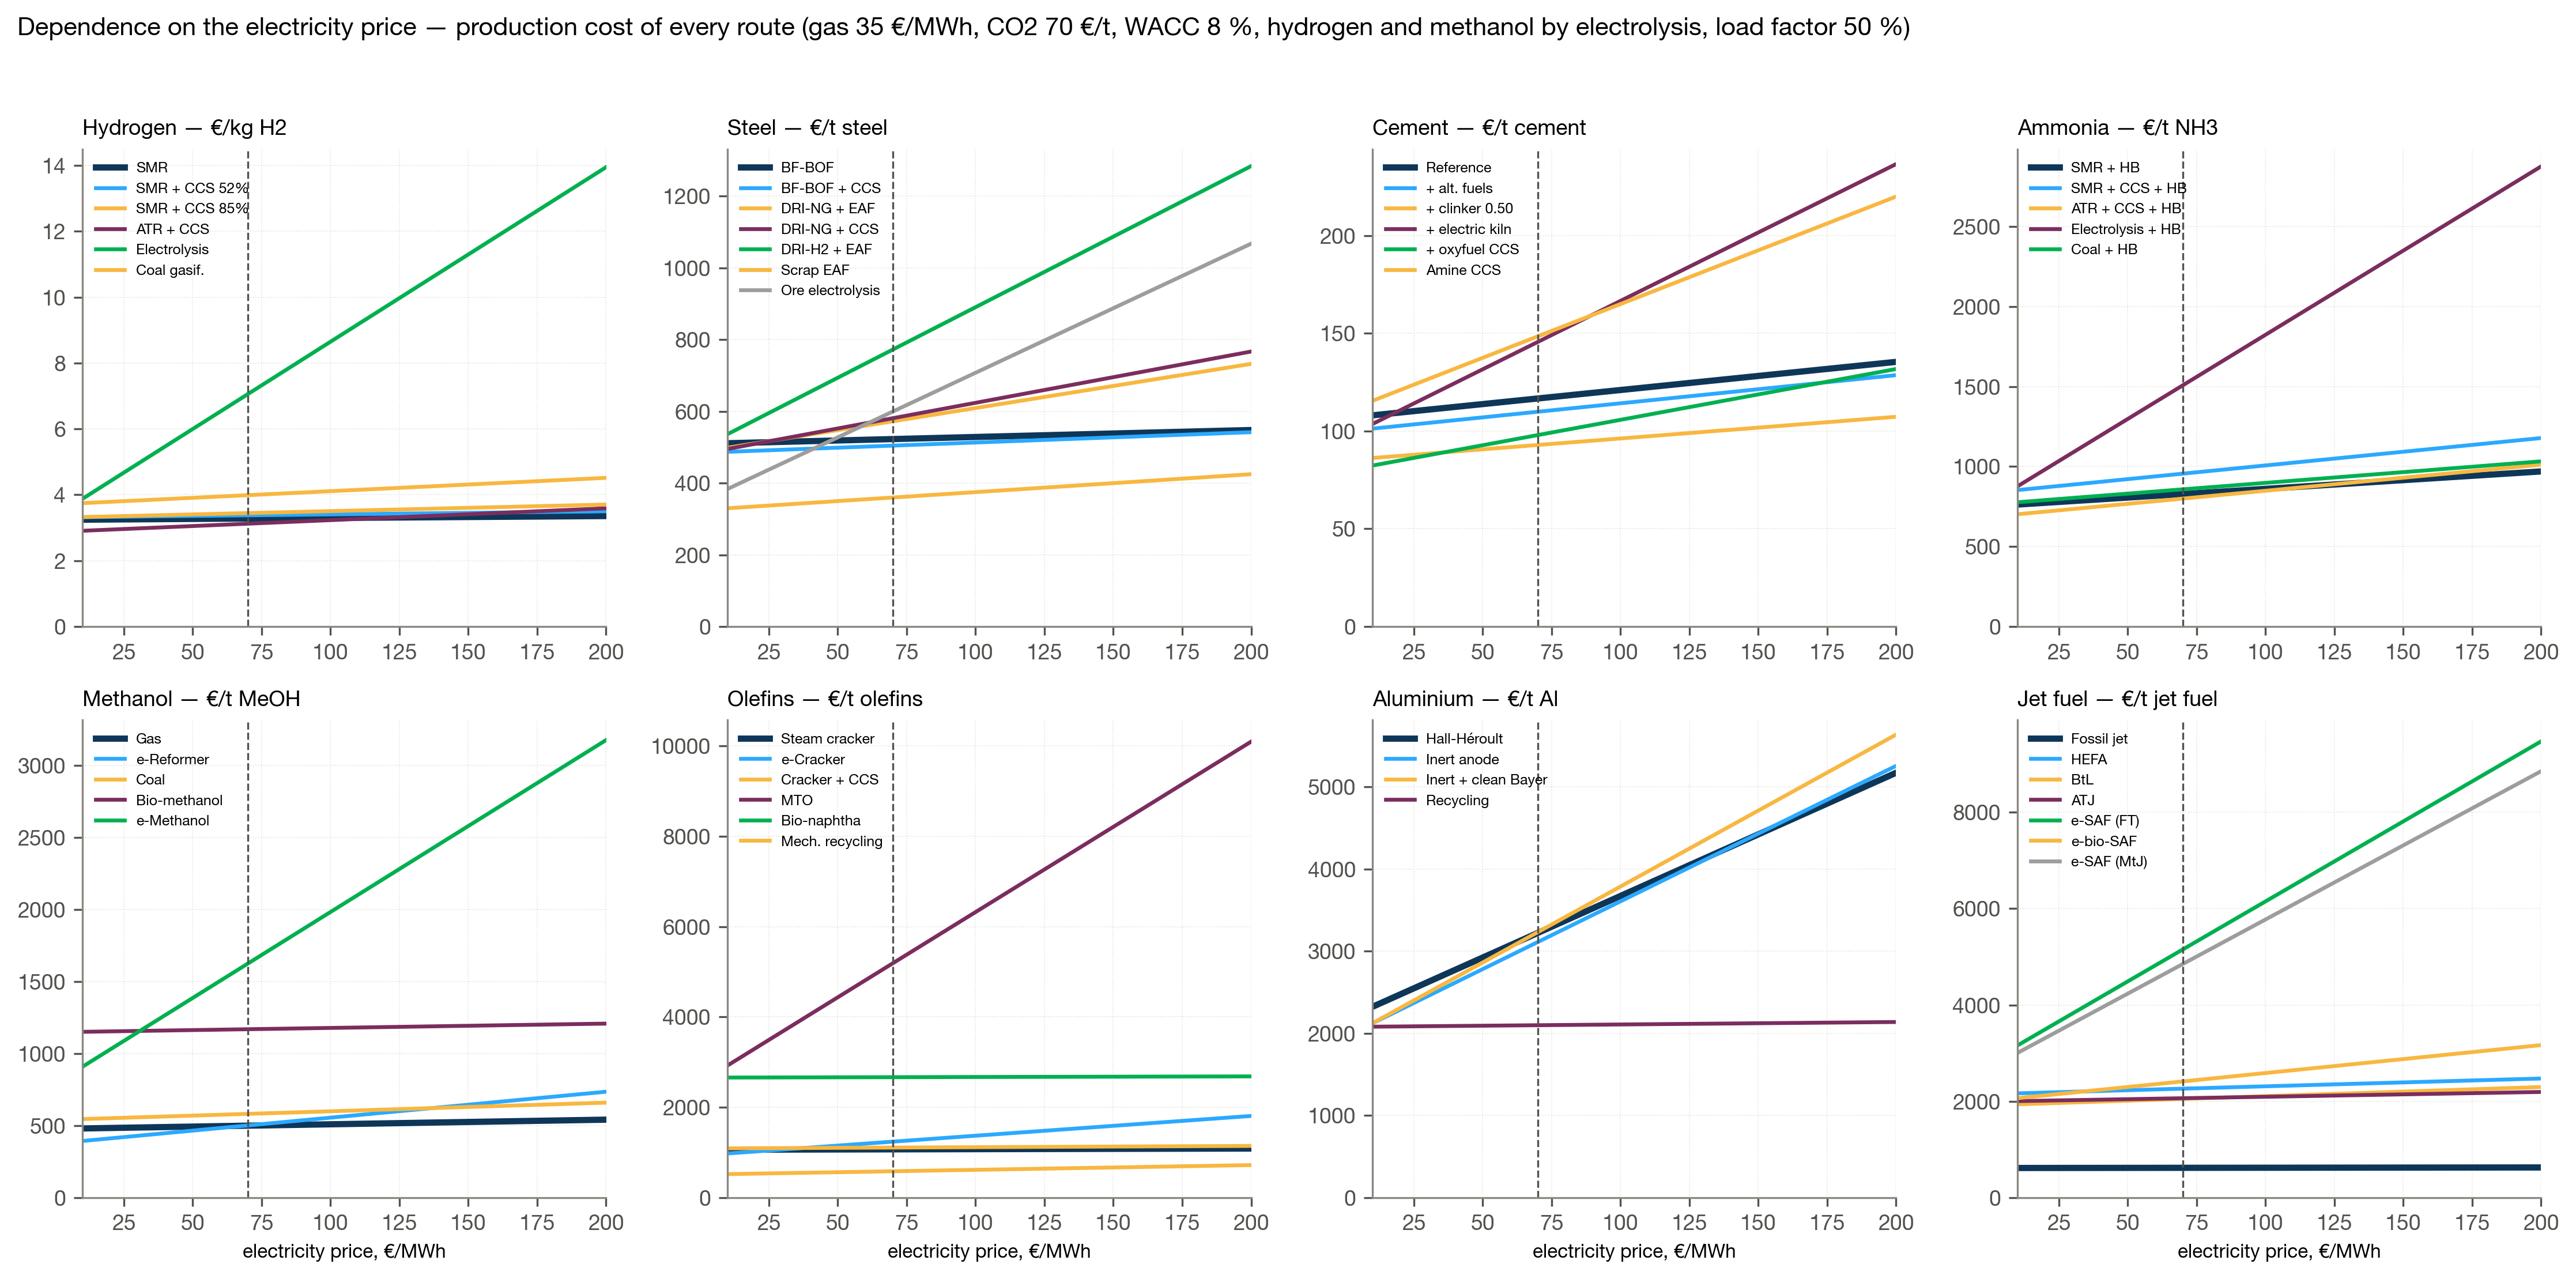 Dependence on the electricity price — production cost of every route (gas 35 €/MWh, CO2 70 €/t, WACC 8 %, hydrogen and methanol by electrolysis, load factor 50 %)
Hydrogen — €/kg H2
14
12
10
8
6
4
2
0
SMR
SMR + CCS 52%
SMR + CCS 85%
ATR + CCS
Electrolysis
Coal gasif.
25 50 75 100 125 150 175 200
Steel — €/t steel
1200
1000
800
600
400
200
0
BF-BOF
BF-BOF + CCS
DRI-NG + EAF
DRI-NG + CCS
DRI-H2 + EAF
Scrap EAF
Ore electrolysis
25 50 75 100 125 150 175 200
Cement — €/t cement
200
150
100
50
0
Reference
+ alt. fuels
+ clinker 0.50
+ electric kiln
+ oxyfuel CCS
Amine CCS
25 50 75 100 125 150 175 200
Ammonia — €/t NH3
2500
2000
1500
1000
500
0
SMR + HB
SMR + CCS + HB
ATR + CCS + HB
Electrolysis + HB
Coal + HB
25 50 75 100 125 150 175 200
Methanol — €/t MeOH
3000
2500
2000
1500
1000
500
0
Gas
e-Reformer
Coal
Bio-methanol
e-Methanol
25 50 75 100 125 150 175 200
electricity price, €/MWh
Olefins — €/t olefins
10000
8000
6000
4000
2000
0
Steam cracker
e-Cracker
Cracker + CCS
MTO
Bio-naphtha
Mech. recycling
25 50 75 100 125 150 175 200
electricity price, €/MWh
Aluminium — €/t Al
5000
4000
3000
2000
1000
0
Hall-Héroult
Inert anode
Inert + clean Bayer
Recycling
25 50 75 100 125 150 175 200
electricity price, €/MWh
Jet fuel — €/t jet fuel
8000
6000
4000
2000
0
Fossil jet
HEFA
BtL
ATJ
e-SAF (FT)
e-bio-SAF
e-SAF (MtJ)
25 50 75 100 125 150 175 200
electricity price, €/MWh